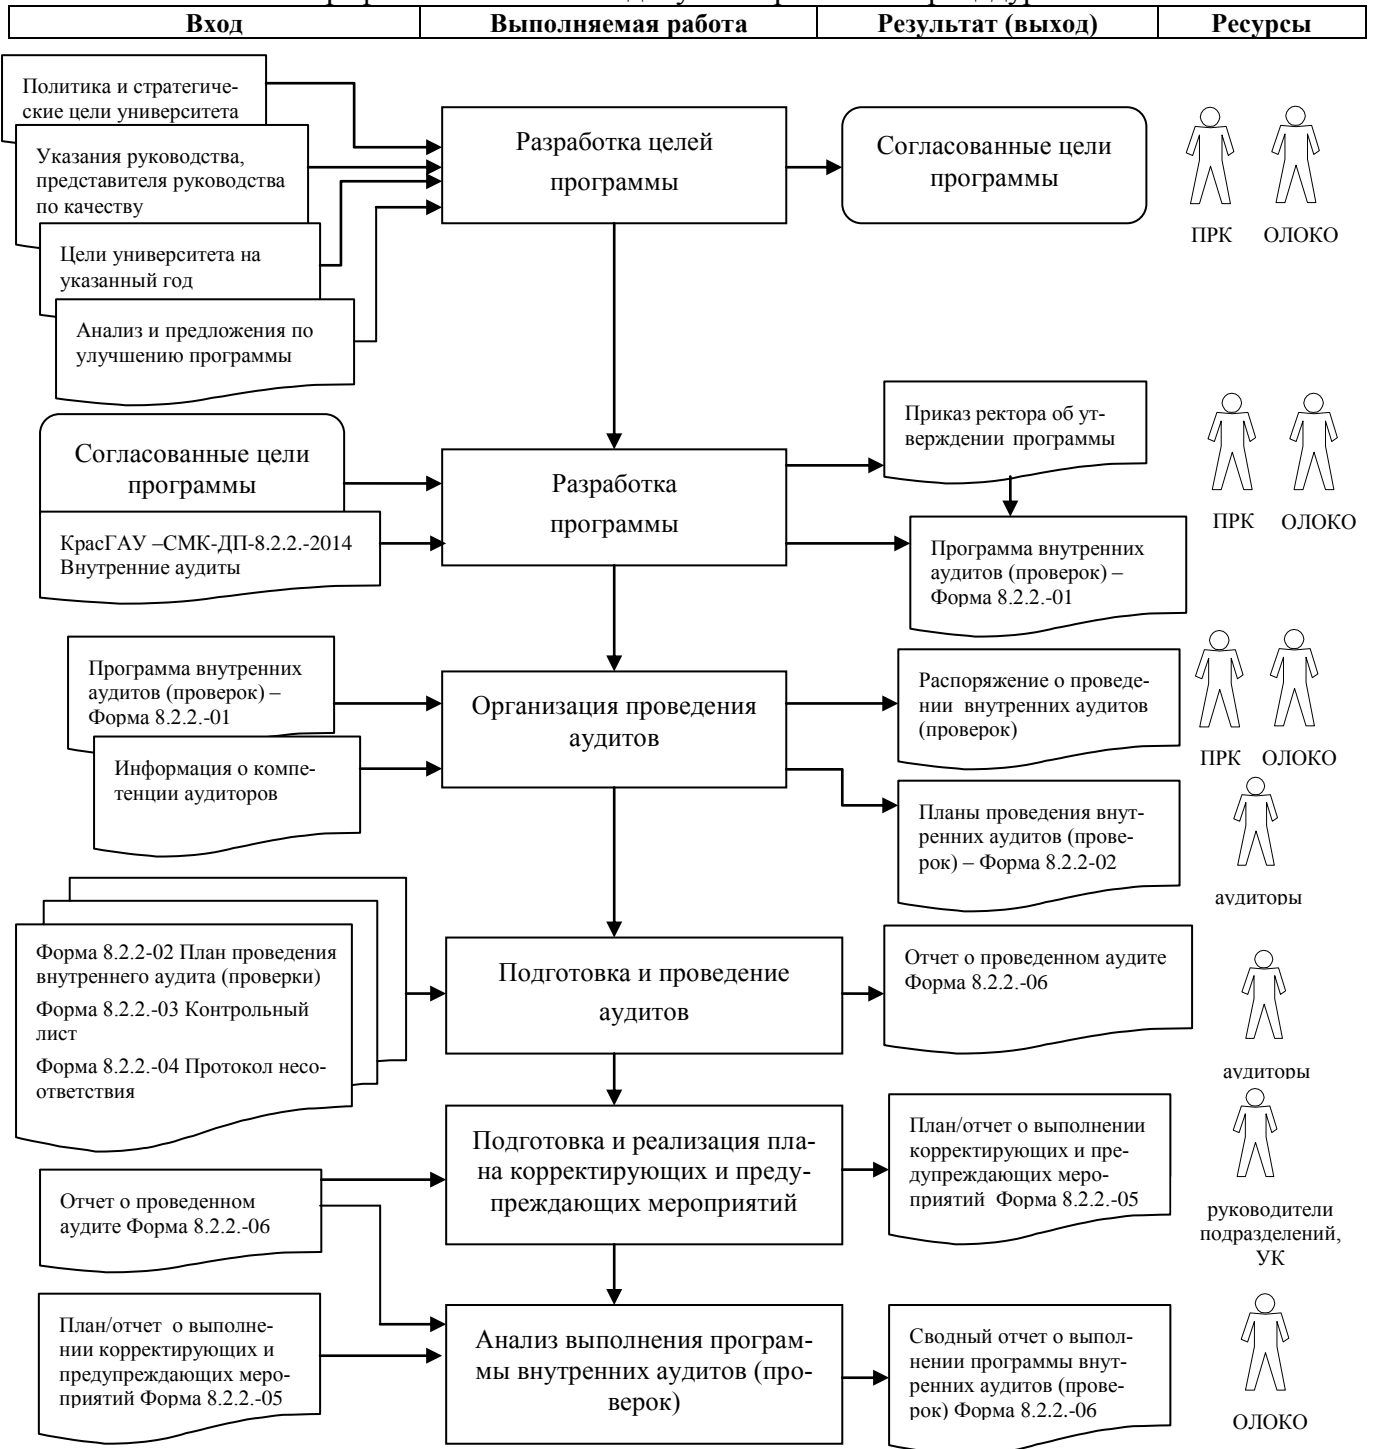 Вход Выполняемая работа Результат (выход) Ресурсы
Политика и стратегиче-
ские цели университета
Указания руководства,
представителя руководства
по качеству
Цели университета на
указанный год
Анализ и предложения по
улучшению программы
Разработка целей
программы
Согласованные цели
программы
ПРК ОЛОКО
Согласованные цели
программы
КрасГАУ –СМК-ДП-8.2.2.-2014
Внутренние аудиты
Разработка
программы
Приказ ректора об ут-
верждении программы
Программа внутренних
аудитов (проверок) –
Форма 8.2.2.-01
ПРК ОЛОКО
Программа внутренних
аудитов (проверок) –
Форма 8.2.2.-01
Информация о компе-
тенции аудиторов
Организация проведения
аудитов
Распоряжение о проведе-
нии внутренних аудитов
(проверок)
Планы проведения внут-
ренних аудитов (прове-
рок) – Форма 8.2.2-02
ПРК ОЛОКО
аудиторы
Форма 8.2.2-02 План проведения
внутреннего аудита (проверки)
Форма 8.2.2.-03 Контрольный
лист
Форма 8.2.2.-04 Протокол несо-
ответствия
Подготовка и проведение
аудитов
Отчет о проведенном аудите
Форма 8.2.2.-06
аудиторы
Отчет о проведенном
аудите Форма 8.2.2.-06
Подготовка и реализация пла-
на корректирующих и преду-
преждающих мероприятий
План/отчет о выполнении
корректирующих и пре-
дупреждающих меро-
приятий Форма 8.2.2.-05
руководители
подразделений,
УК
План/отчет о выполне-
нии корректирующих и
предупреждающих меро-
приятий Форма 8.2.2.-05
Анализ выполнения програм-
мы внутренних аудитов (про-
верок)
Сводный отчет о выпол-
нении программы внут-
ренних аудитов (прове-
рок) Форма 8.2.2.-06
ОЛОКО